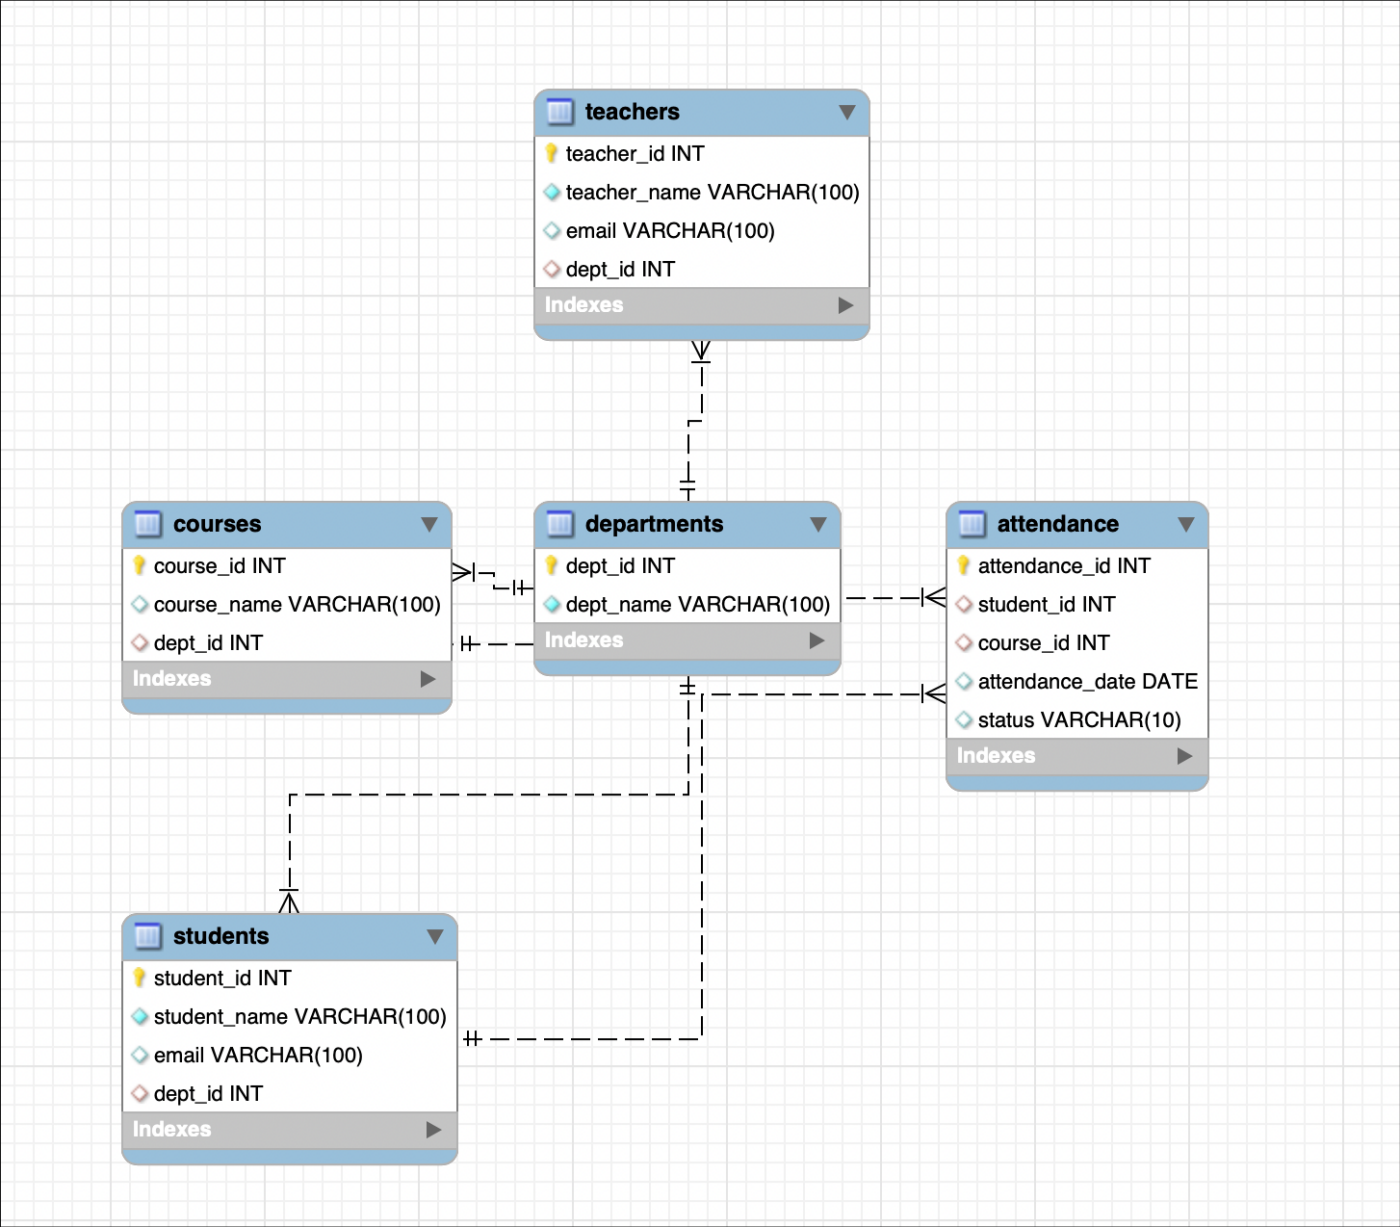 teachers
teacher_id INT
teacher_name VARCHAR(100)
email VARCHAR(100)
dept_id INT
Indexes
courses
course_id INT
course_name VARCHAR(100)
dept_id INT
Indexes
departments
dept_id INT
dept_name VARCHAR(100)
Indexes
attendance
attendance_id INT
student_id INT
course_id INT
attendance_date DATE
status VARCHAR(10)
Indexes
students
student_id INT
student_name VARCHAR(100)
email VARCHAR(100)
dept_id INT
Indexes